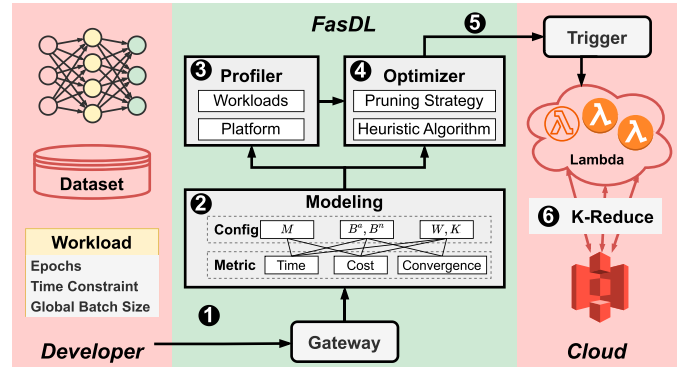 FasDL
❺
Trigger
❸ Profiler
Workloads
Platform
❹ Optimizer
Pruning Strategy
Heuristic Algorithm
λ λ λ
Lambda
Dataset
❷ Modeling
Config M B^a, B^n W, K
Metric Time Cost Convergence
❻ K-Reduce
Workload
Epochs
Time Constraint
Global Batch Size
❶
Gateway
Developer
Cloud